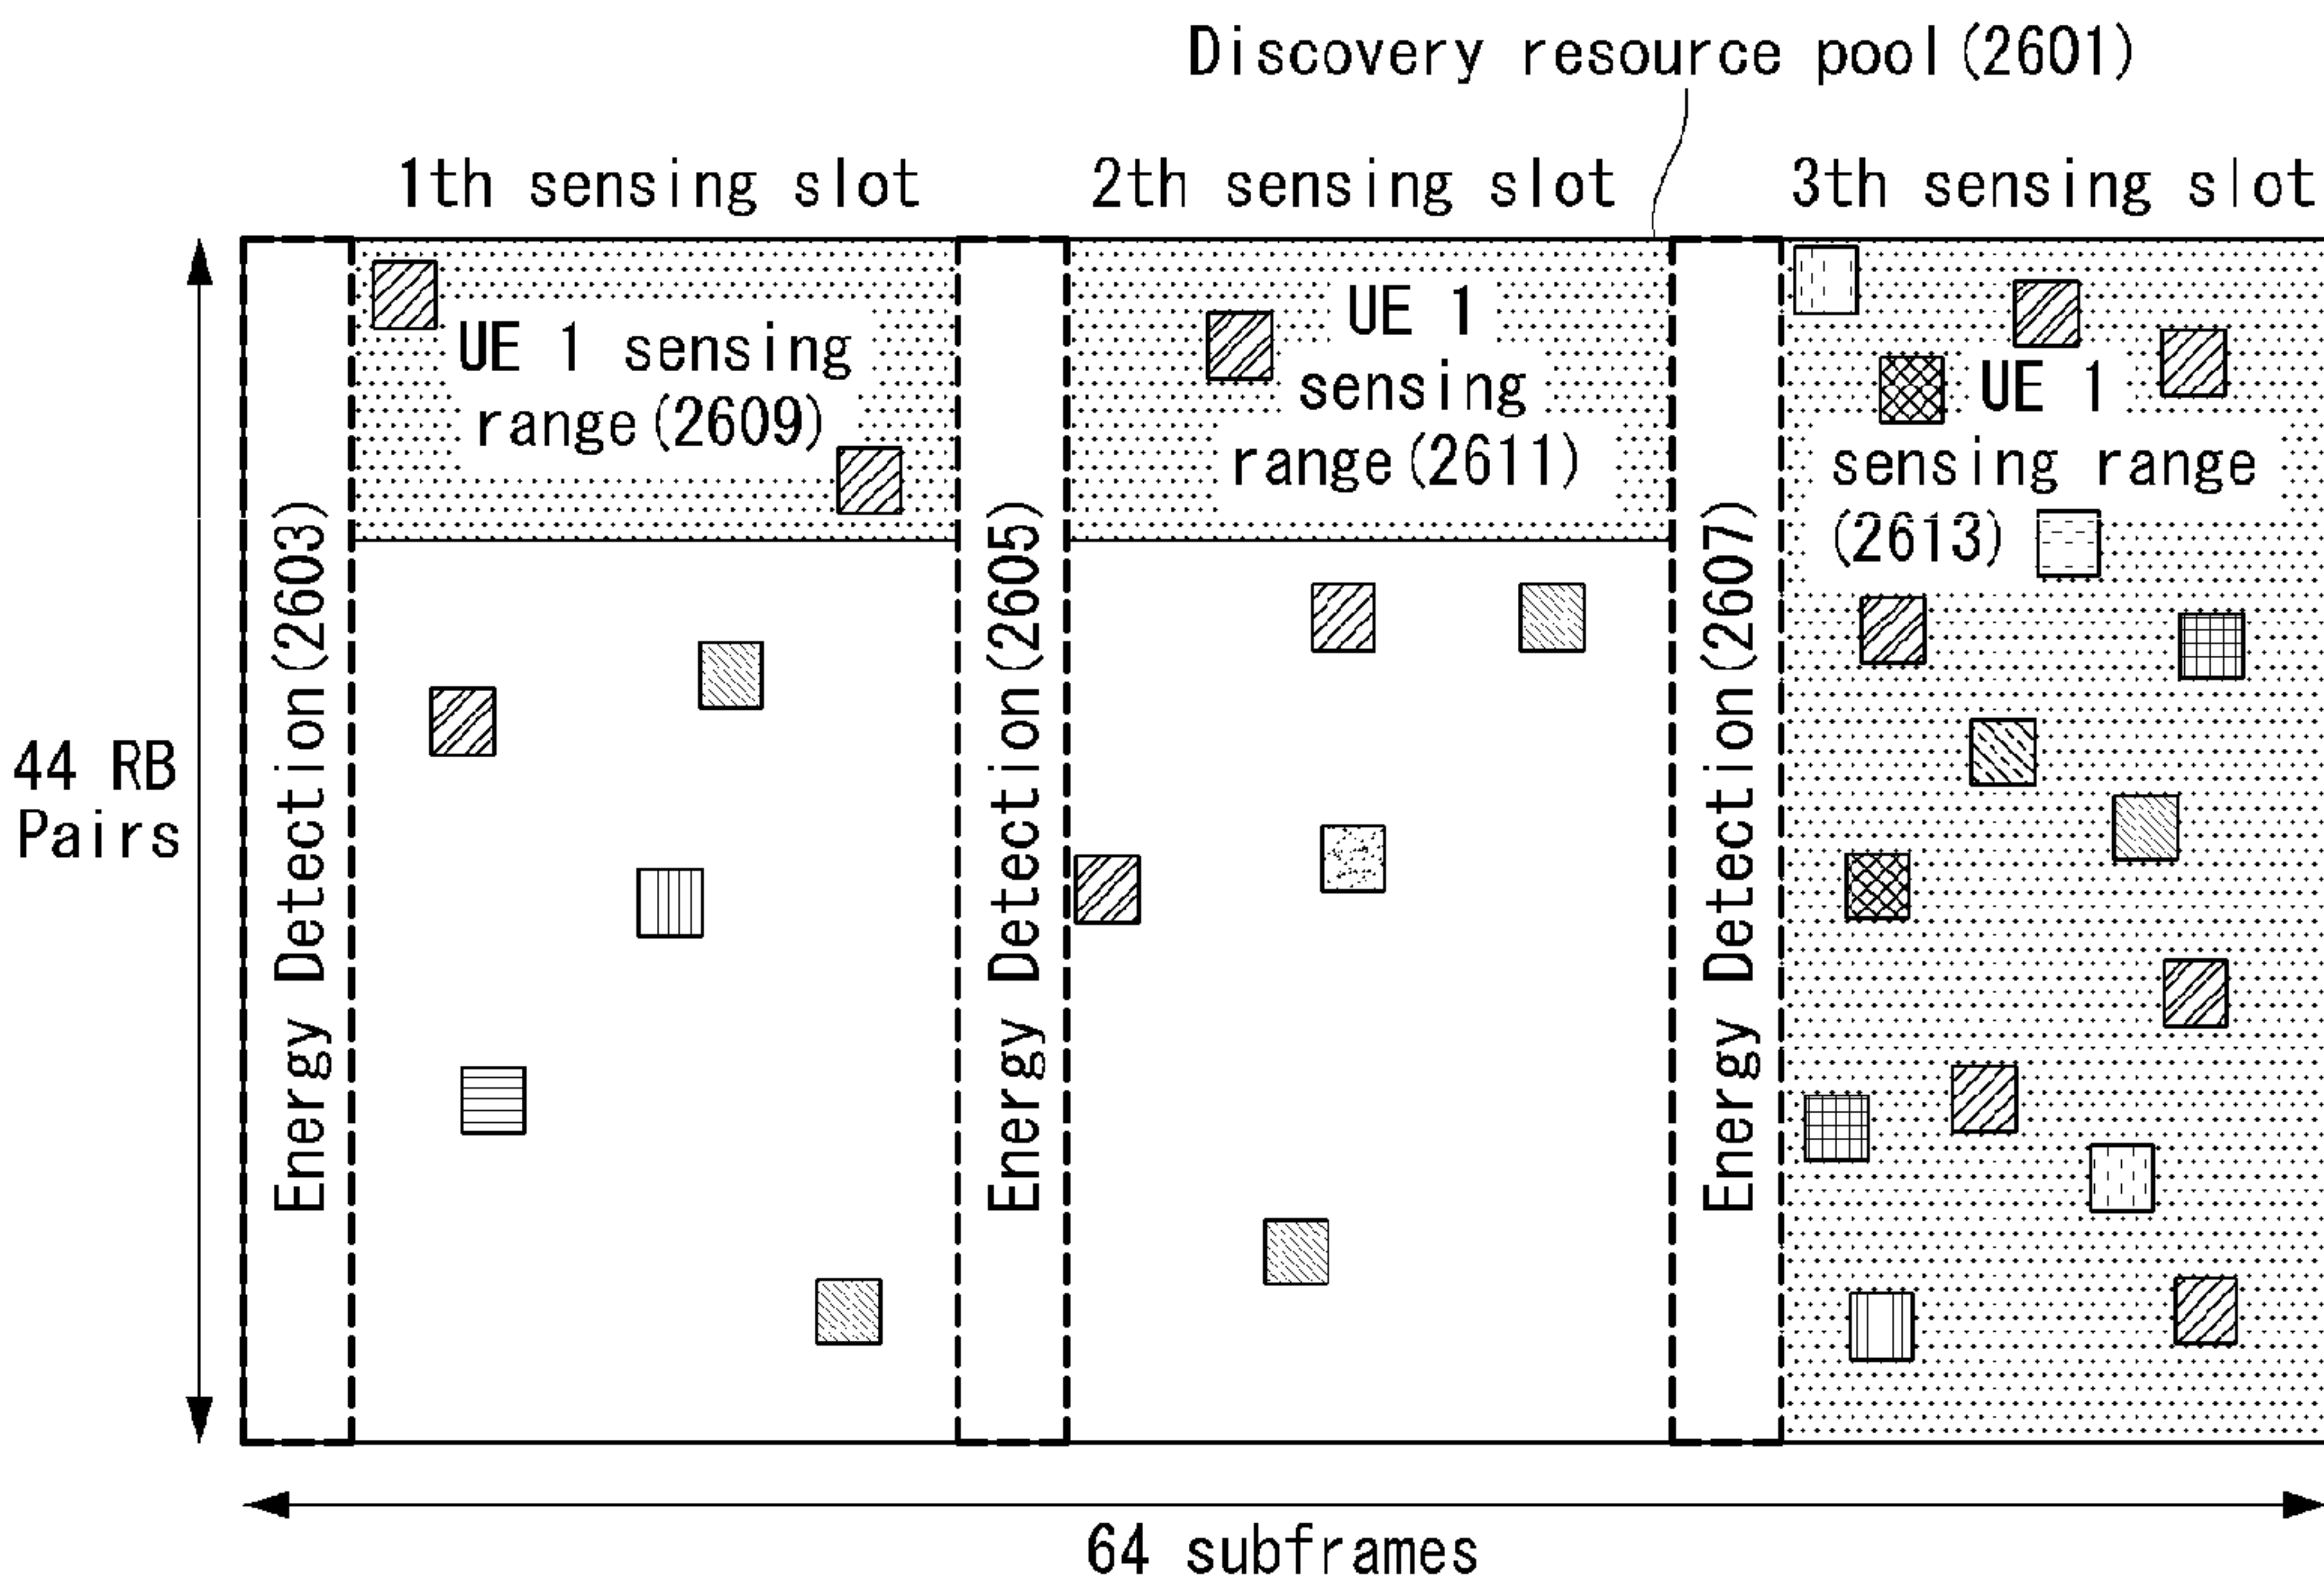 Discovery resource pool(2601)
1th sensing slot
2th sensing slot
3th sensing slot
Energy Detection(2603)
UE 1 sensing
range(2609)
Energy Detection(2605)
UE 1
sensing
range(2611)
Energy Detection(2607)
UE 1
sensing range
(2613)
44 RB
Pairs
64 subframes